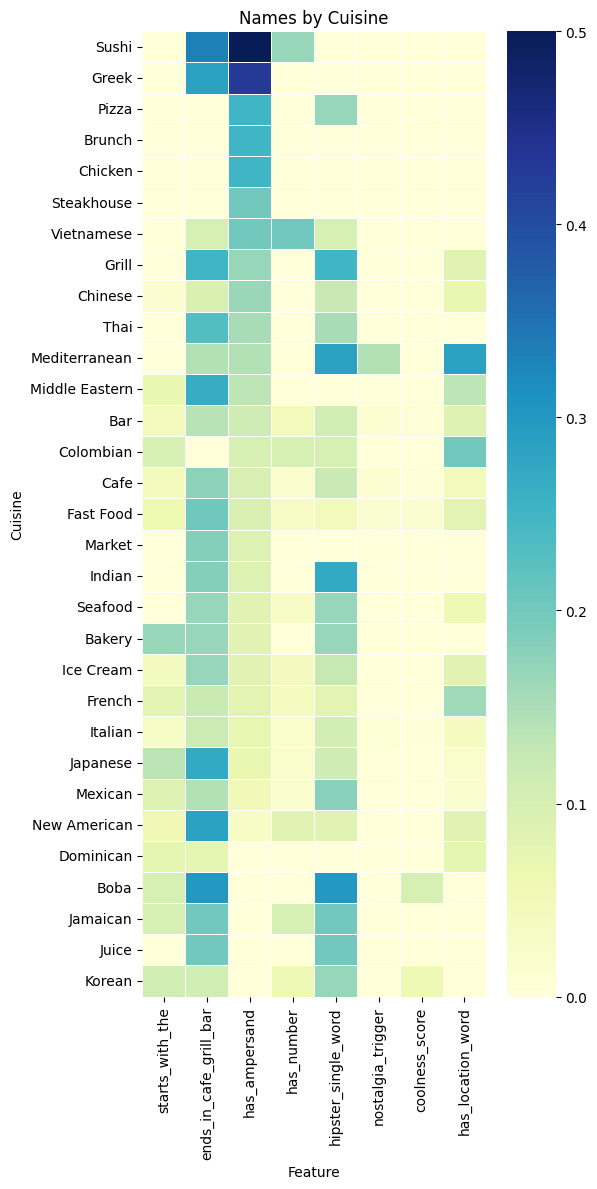 Names by Cuisine
Cuisine
Sushi
Greek
Pizza
Brunch
Chicken
Steakhouse
Vietnamese
Grill
Chinese
Thai
Mediterranean
Middle Eastern
Bar
Colombian
Cafe
Fast Food
Market
Indian
Seafood
Bakery
Ice Cream
French
Italian
Japanese
Mexican
New American
Dominican
Boba
Jamaican
Juice
Korean
starts_with_the
ends_in_cafe_grill_bar
has_ampersand
has_number
hipster_single_word
nostalgia_trigger
coolness_score
has_location_word
Feature
0.5
0.4
0.3
0.2
0.1
0.0